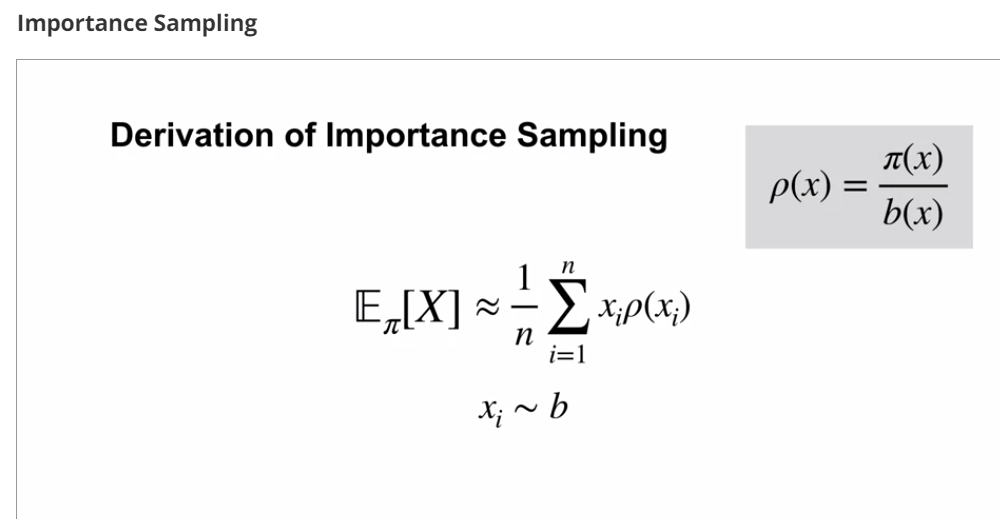 Importance Sampling
Derivation of Importance Sampling
ρ(x) = π(x) / b(x)
𝔼_π[X] ≈ 1/n ∑_{i=1}^{n} x_i ρ(x_i)
x_i ~ b